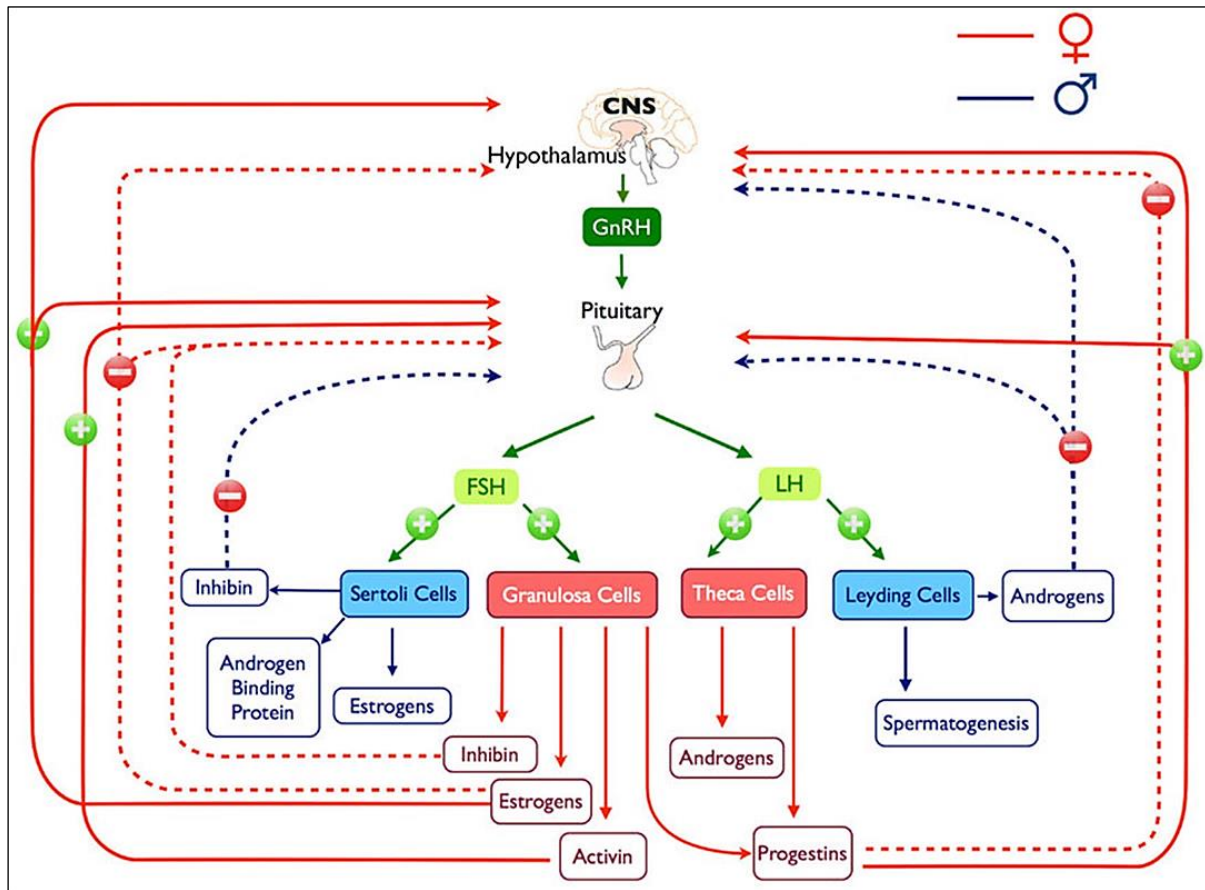 CNS
Hypothalamus
GnRH
Pituitary
FSH
LH
Inhibin
Sertoli Cells
Granulosa Cells
Theca Cells
Leyding Cells
Androgens
Androgen
Binding
Protein
Estrogens
Spermatogenesis
Inhibin
Androgens
Estrogens
Activin
Progestins